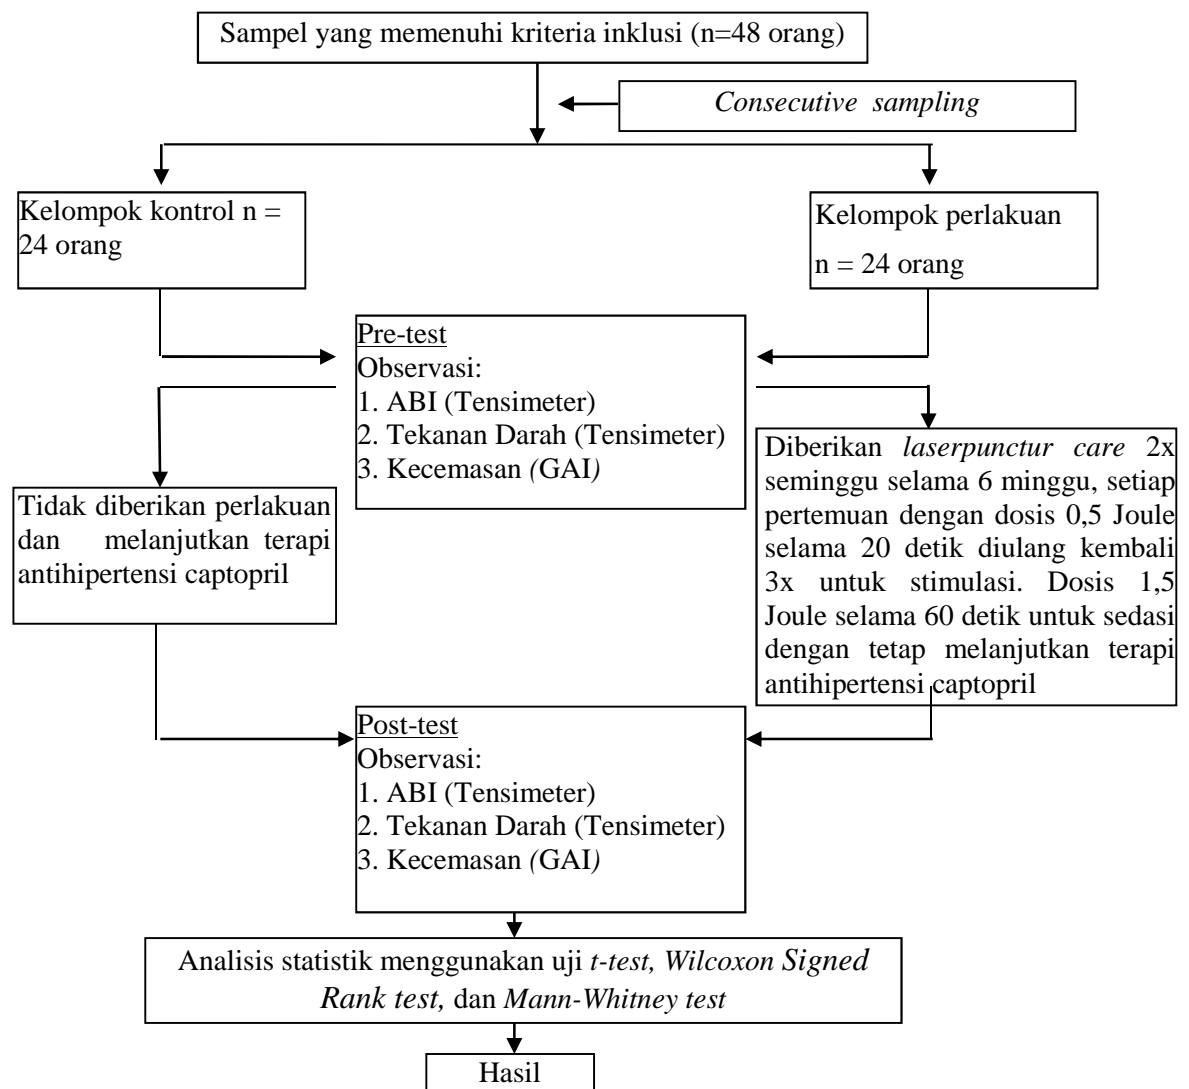 Sampel yang memenuhi kriteria inklusi (n=48 orang)
Consecutive sampling
Kelompok kontrol n =
24 orang
Kelompok perlakuan
n = 24 orang
Pre-test
Observasi:
1. ABI (Tensimeter)
2. Tekanan Darah (Tensimeter)
3. Kecemasan (GAI)
Tidak diberikan perlakuan
dan melanjutkan terapi
antihipertensi captopril
Diberikan laserpunctur care 2x
seminggu selama 6 minggu, setiap
pertemuan dengan dosis 0,5 Joule
selama 20 detik diulang kembali
3x untuk stimulasi. Dosis 1,5
Joule selama 60 detik untuk sedasi
dengan tetap melanjutkan terapi
antihipertensi captopril
Post-test
Observasi:
1. ABI (Tensimeter)
2. Tekanan Darah (Tensimeter)
3. Kecemasan (GAI)
Analisis statistik menggunakan uji t-test, Wilcoxon Signed
Rank test, dan Mann-Whitney test
Hasil